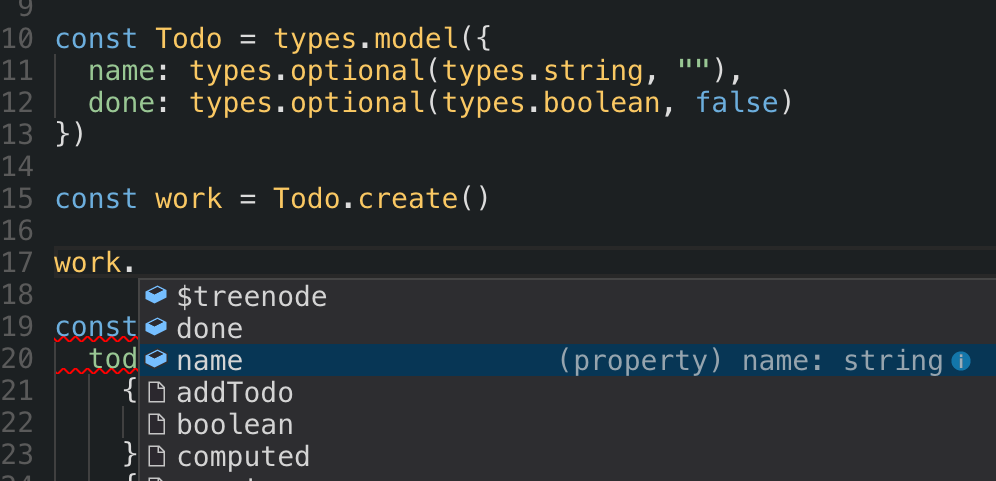 9
10 const Todo = types.model({
11   name: types.optional(types.string, ""),
12   done: types.optional(types.boolean, false)
13 })
14
15 const work = Todo.create()
16
17 work.
18 $treenode
19 const done
20   tod name (property) name: string
21     { addTodo
22 boolean
23     } computed
24     {